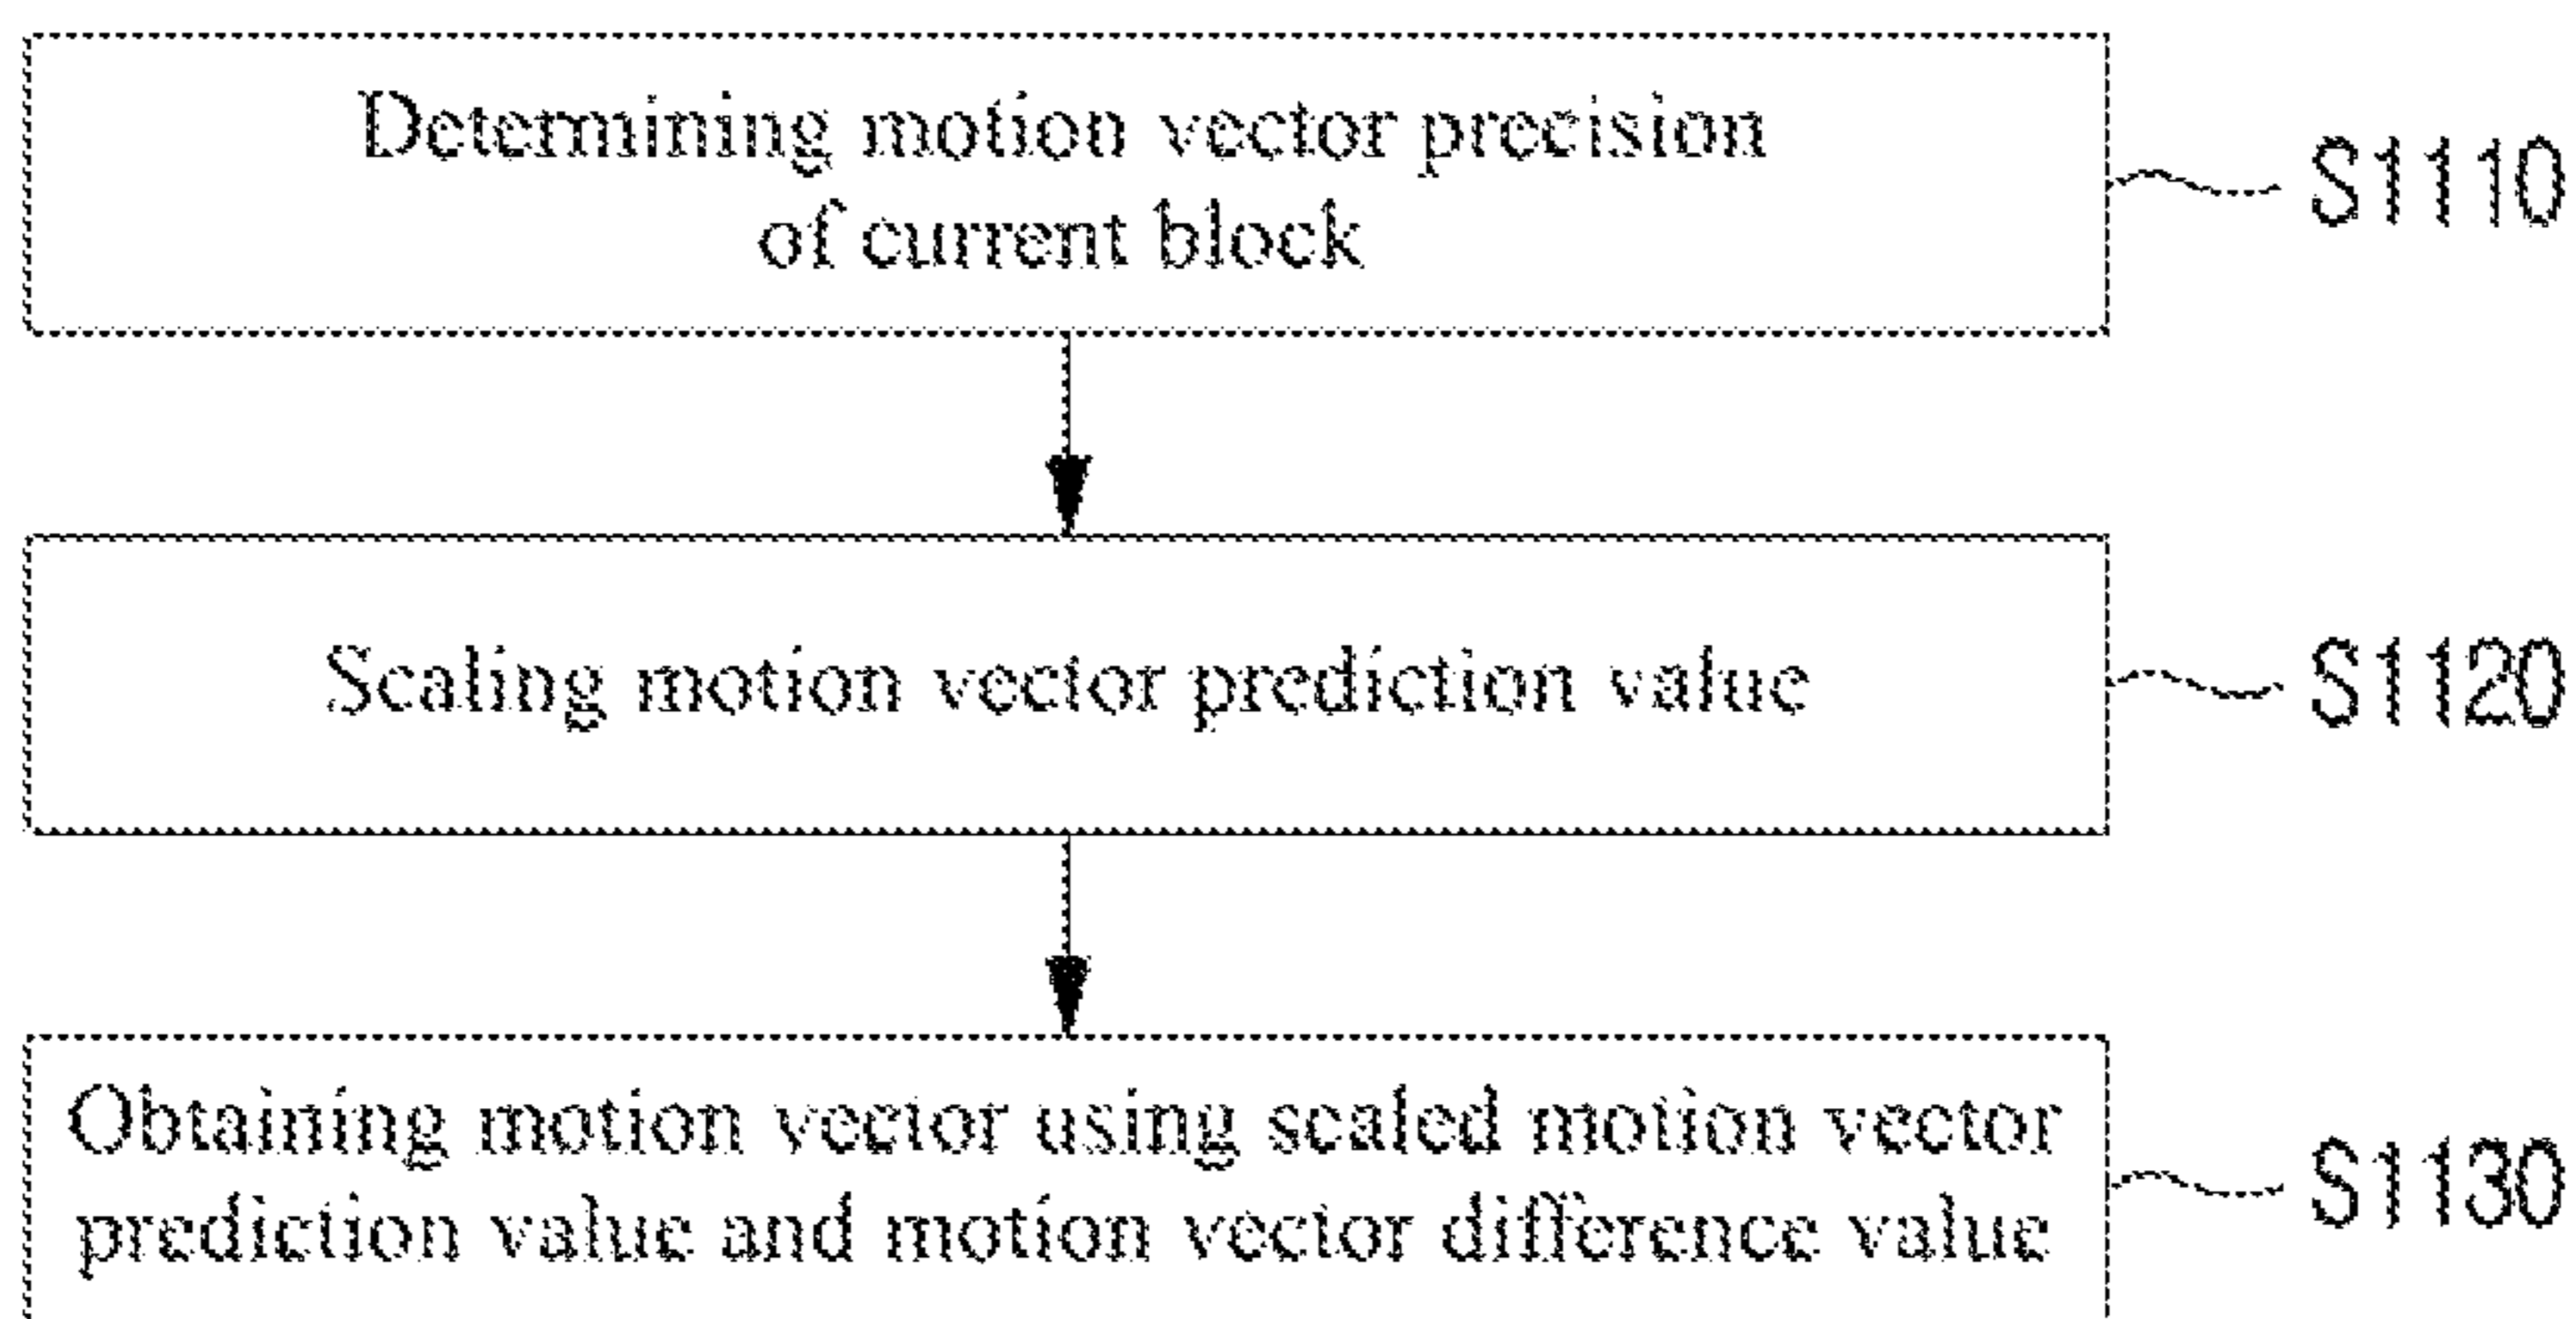 Determining motion vector precision
of current block
S1110
Scaling motion vector prediction value
S1120
Obtaining motion vector using scaled motion vector
prediction value and motion vector difference value
S1130